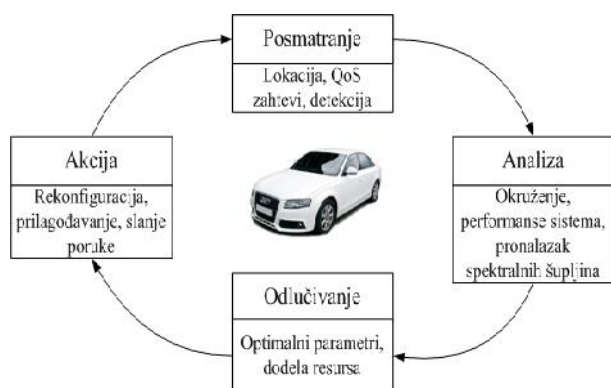 Posmatranje
Lokacija, QoS
zahtevi, detekcija
Akcija
Rekonfiguracija,
prilagođavanje, slanje
poruke
Analiza
Okruženje,
performanse sistema,
pronalazak
spektralnih šupljina
Odlučivanje
Optimalni parametri,
dodela resursa